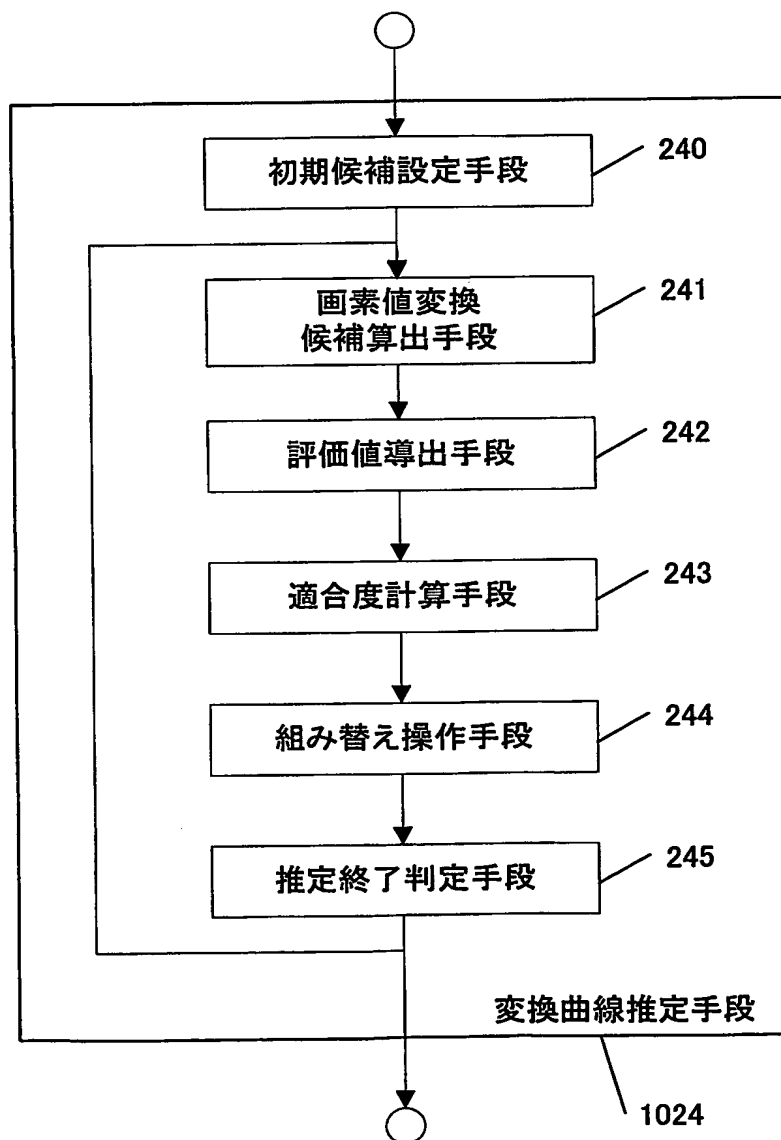 初期候補設定手段
240
画素値変換
候補算出手段
241
評価値導出手段
242
適合度計算手段
243
組み替え操作手段
244
推定終了判定手段
245
変換曲線推定手段
1024